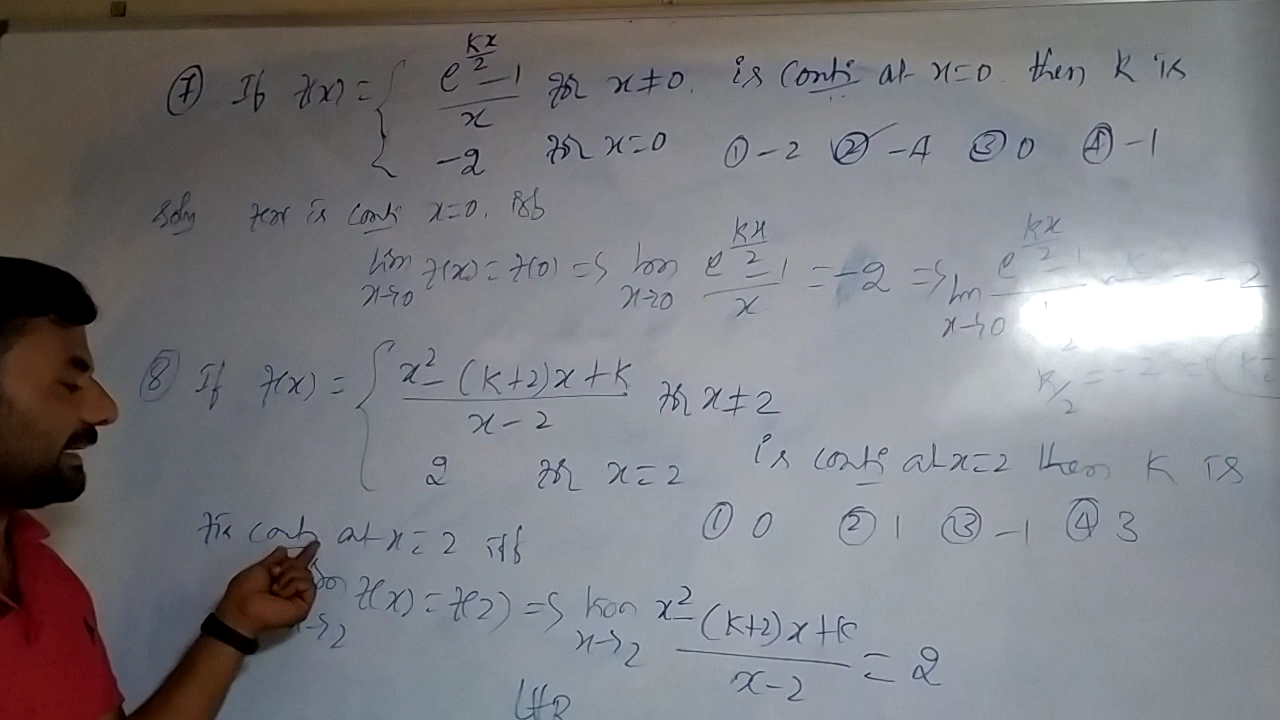 ⑦ If f(x) = { e^(kx/2) - 1 / x for x ≠ 0. is conti at x=0 then K is
-2 for x=0 ① -2 ② -4 ③ 0 ④ -1
Soln f(x) is conti x=0. iff
lim x→0 f(x) = f(0) => lim x→0 e^(kx/2) - 1 / x = -2 => lim x→0 e^(kx/2) - 1 = -2
K/2 = -2
⑧ If f(x) = { x² - (K+2)x + K / x-2 for x ≠ 2
2 for x=2 is conti at x=2 then K is
① 0 ② 1 ③ -1 ④ 3
f is conti at x=2 iff
x→2 f(x) = f(2) => lim x→2 x² - (K+2)x + K / x-2 = 2
LHR